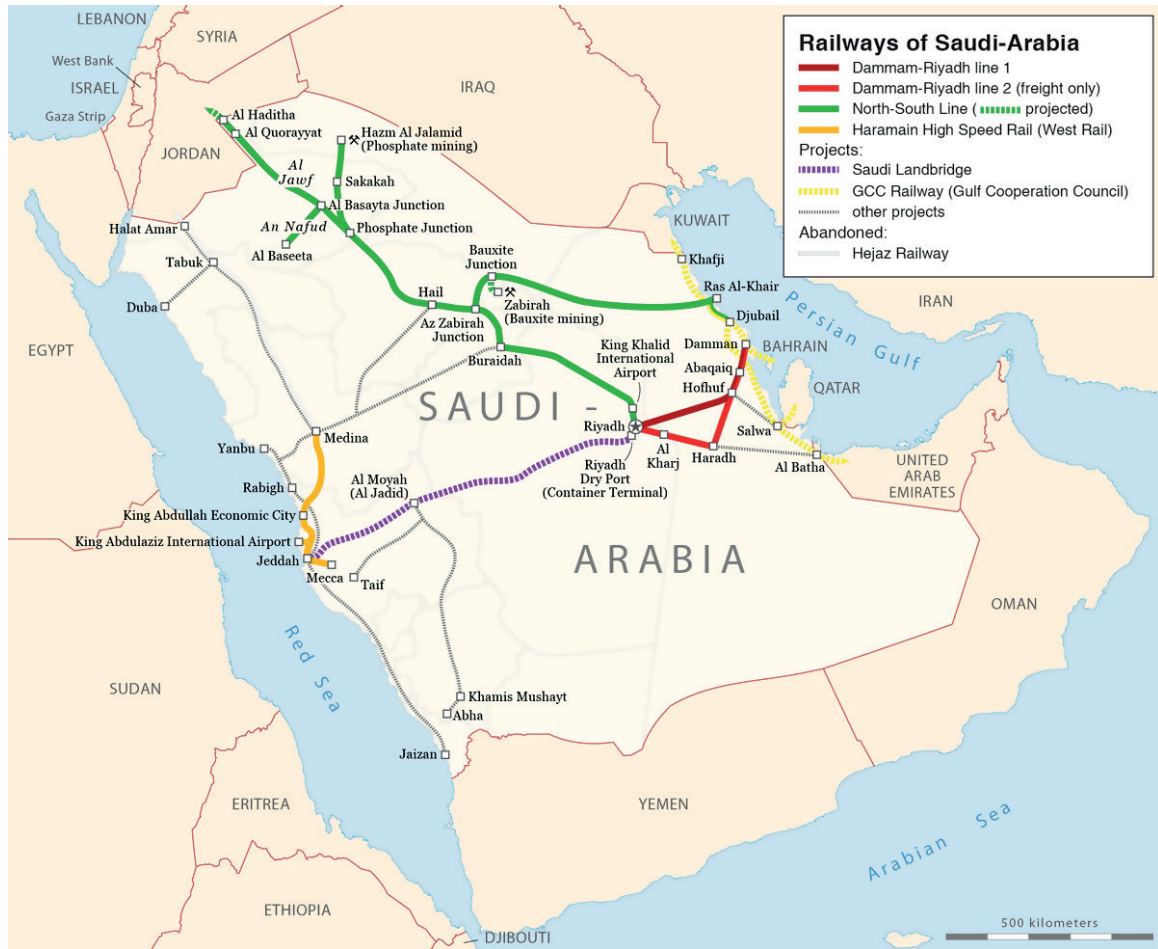 LEBANON
SYRIA
West Bank
ISRAEL
Gaza Strip
IRAQ
JORDAN
EGYPT
KUWAIT
IRAN
Persian Gulf
BAHRAIN
QATAR
UNITED
ARAB
EMIRATES
OMAN
YEMEN
Arabian Sea
Red Sea
SUDAN
ERITREA
ETHIOPIA
DJIBOUTI
SAUDI -
ARABIA
Railways of Saudi-Arabia
Dammam-Riyadh line 1
Dammam-Riyadh line 2 (freight only)
North-South Line ( projected)
Haramain High Speed Rail (West Rail)
Projects:
Saudi Landbridge
GCC Railway (Gulf Cooperation Council)
other projects
Abandoned:
Hejaz Railway
Al Haditha
Al Quorayyat
Hazm Al Jalamid
(Phosphate mining)
Al
Jawf
Sakakah
Al Basayta Junction
An Nafud
Phosphate Junction
Al Baseeta
Halat Amar
Tabuk
Duba
Bauxite
Junction
Hail
Zabirah
(Bauxite mining)
Az Zabirah
Junction
Buraidah
Khafji
Ras Al-Khair
Djubail
Damman
Abaqaiq
Hofhuf
King Khalid
International
Airport
Riyadh
Al
Kharj
Haradh
Salwa
Al Batha
Riyadh
Dry Port
(Container Terminal)
Medina
Yanbu
Rabigh
Al Moyah
(Al Jadid)
King Abdullah Economic City
King Abdulaziz International Airport
Jeddah
Mecca
Taif
Khamis Mushayt
Abha
Jaizan
500 kilometers